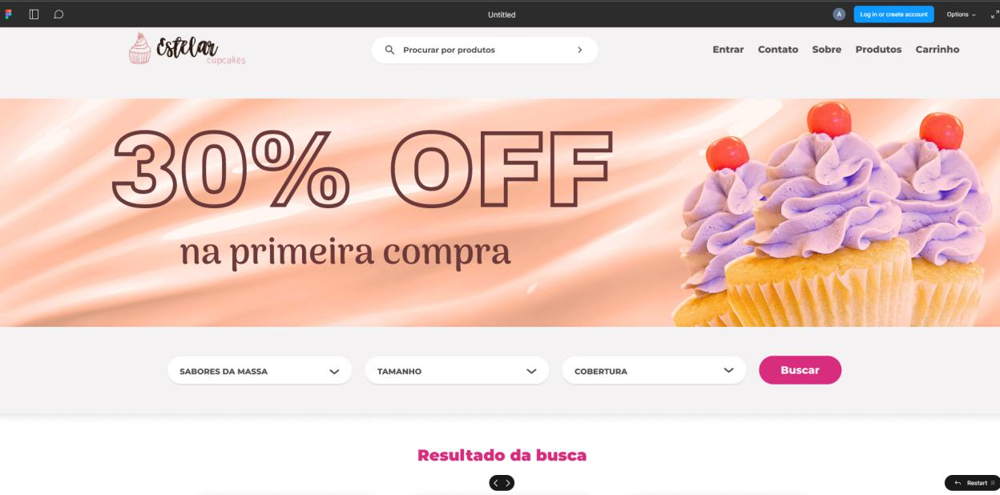 Untitled
A
Log in or create account
Options
Estelar
cupcakes
Procurar por produtos
Entrar Contato Sobre Produtos Carrinho
30% OFF
na primeira compra
SABORES DA MASSA
TAMANHO
COBERTURA
Buscar
Resultado da busca
Restart R